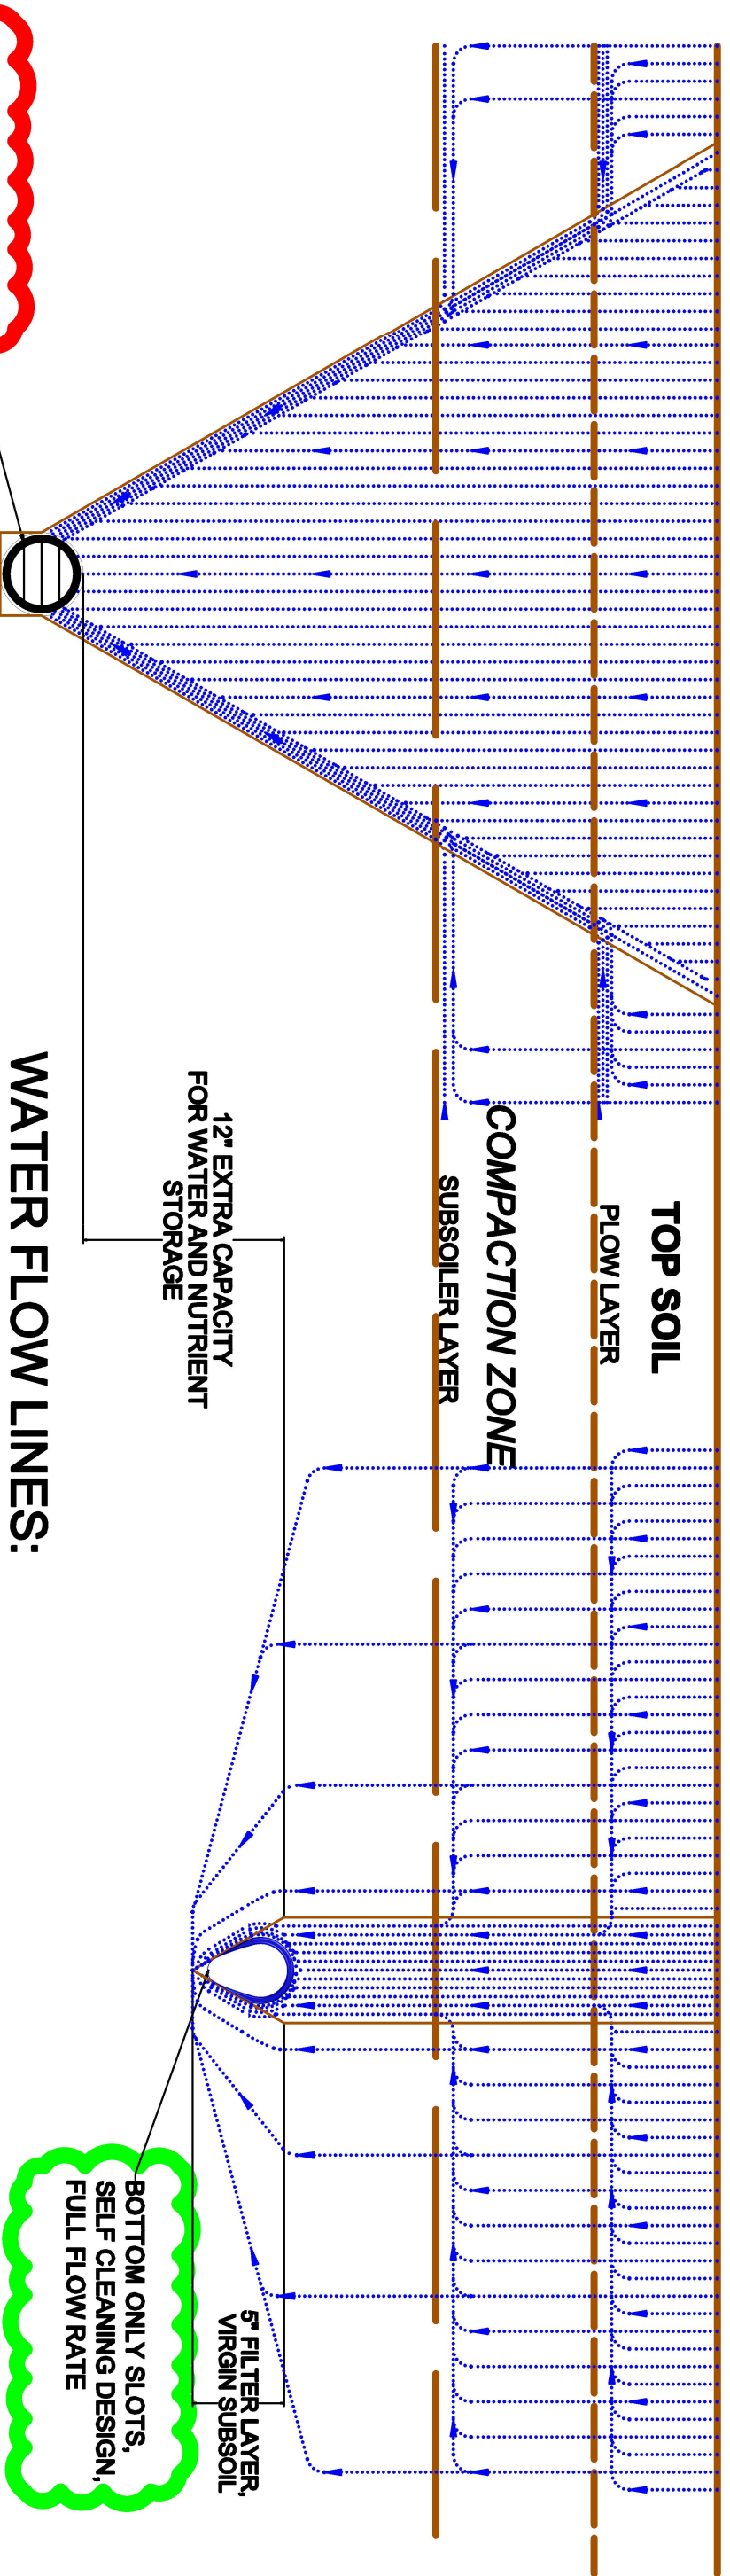 TOP SOIL
PLOW LAYER
COMPACTION ZONE
SUBSOILER LAYER
12" EXTRA CAPACITY
FOR WATER AND NUTRIENT
STORAGE
5" FILTER LAYER,
VIRGIN SUBSOIL
BOTTOM ONLY SLOTS,
SELF CLEANING DESIGN,
FULL FLOW RATE
WATER FLOW LINES: